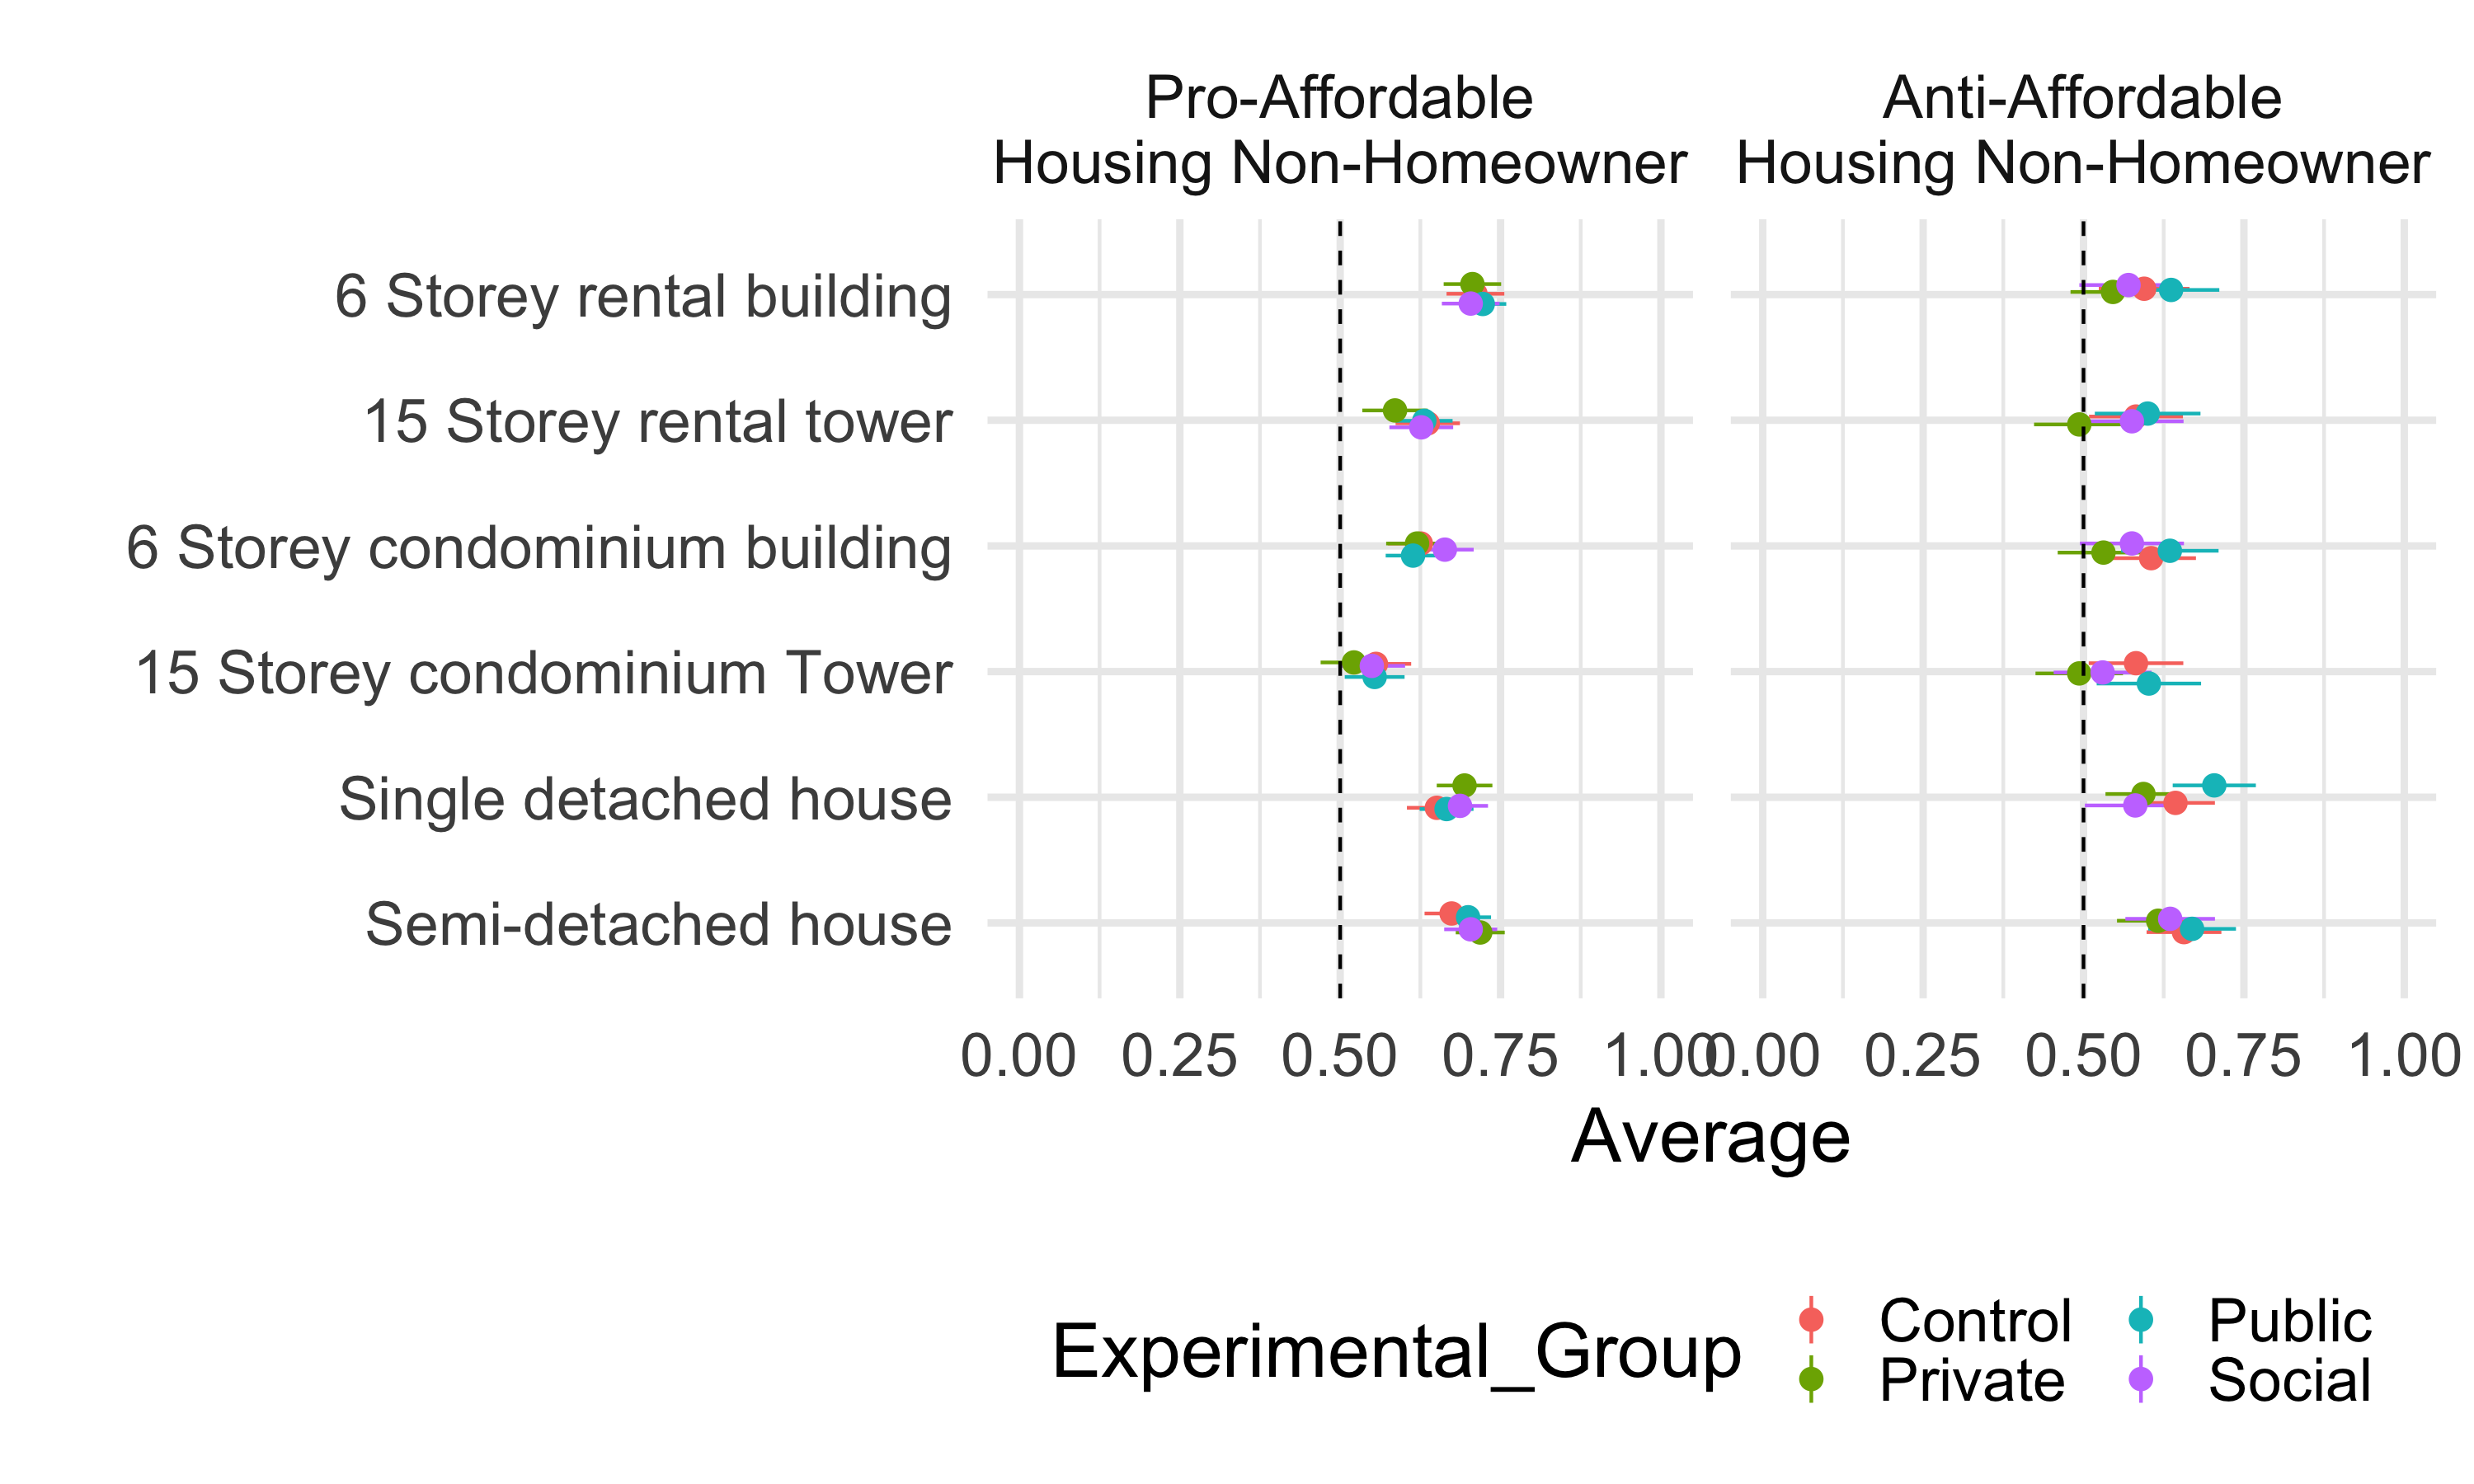 Pro-Affordable
Housing Non-Homeowner
Anti-Affordable
Housing Non-Homeowner
6 Storey rental building
15 Storey rental tower
6 Storey condominium building
15 Storey condominium Tower
Single detached house
Semi-detached house
0.00 0.25 0.50 0.75 1.00 0.00 0.25 0.50 0.75 1.00
Average
Experimental_Group
Control
Private
Public
Social